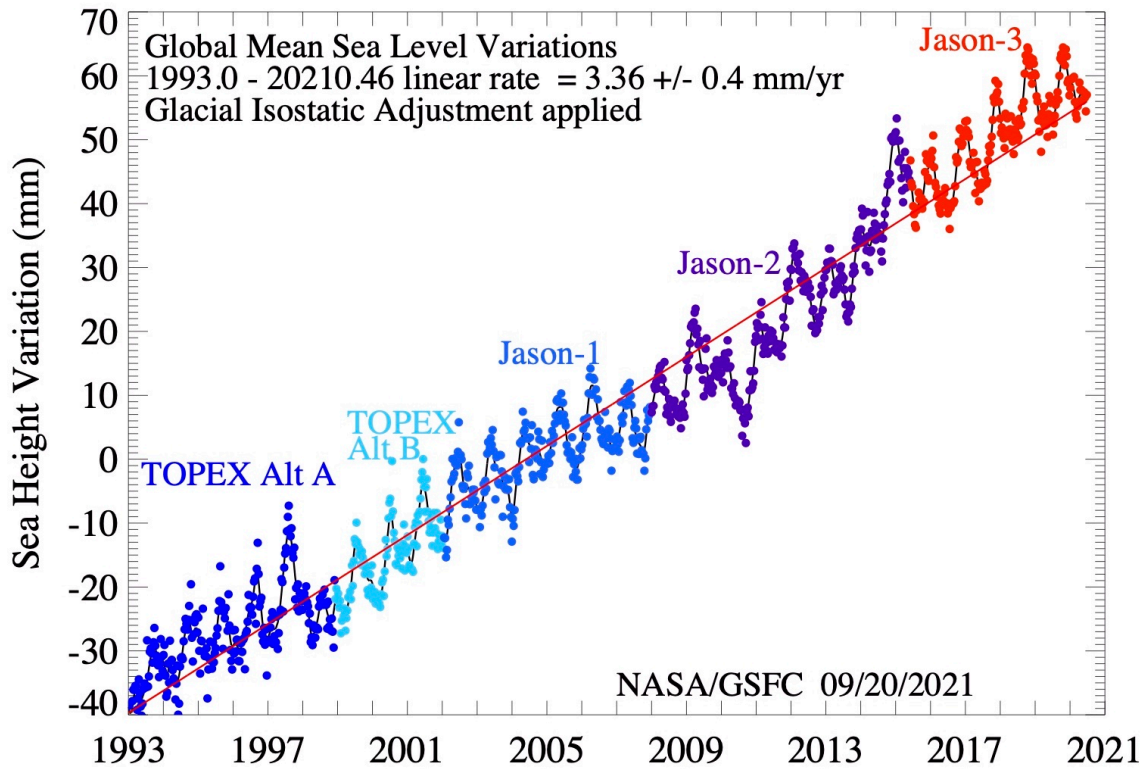 Global Mean Sea Level Variations
1993.0 - 20210.46 linear rate = 3.36 +/- 0.4 mm/yr
Glacial Isostatic Adjustment applied
Jason-3
Jason-2
Jason-1
TOPEX
Alt B
TOPEX Alt A
NASA/GSFC 09/20/2021
Sea Height Variation (mm)
70
60
50
40
30
20
10
0
-10
-20
-30
-40
1993 1997 2001 2005 2009 2013 2017 2021